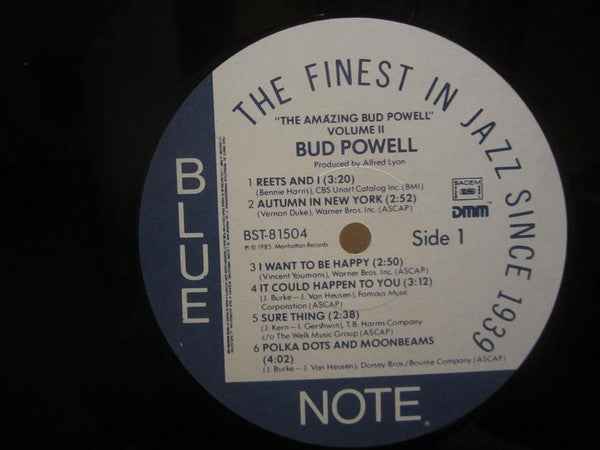 THE FINEST IN JAZZ SINCE 1939
"THE AMAZING BUD POWELL"
VOLUME II
BUD POWELL
Produced by Alfred Lyon
1 REETS AND I (3:20)
(Bennie Harris), CBS Unart Catalog Inc. (BMI)
2 AUTUMN IN NEW YORK (2:52)
(Vernon Duke), Warner Bros. Inc. (ASCAP)
BIEM
SACEM
DMM
BST-81504
Side 1
℗ © 1985 Manhattan Records
3 I WANT TO BE HAPPY (2:50)
(Vincent Youmans), Warner Bros. Inc. (ASCAP)
4 IT COULD HAPPEN TO YOU (3:12)
(J. Burke–J. Van Heusen), Famous Music
Corporation (ASCAP)
5 SURE THING (2:38)
(J. Kern–I. Gershwin), T.B. Harms Company
c/o The Welk Music Group (ASCAP)
6 POLKA DOTS AND MOONBEAMS
(4:02)
(J. Burke–J. Van Heusen), Dorsey Bros./Bourne Company (ASCAP)
BLUE
NOTE